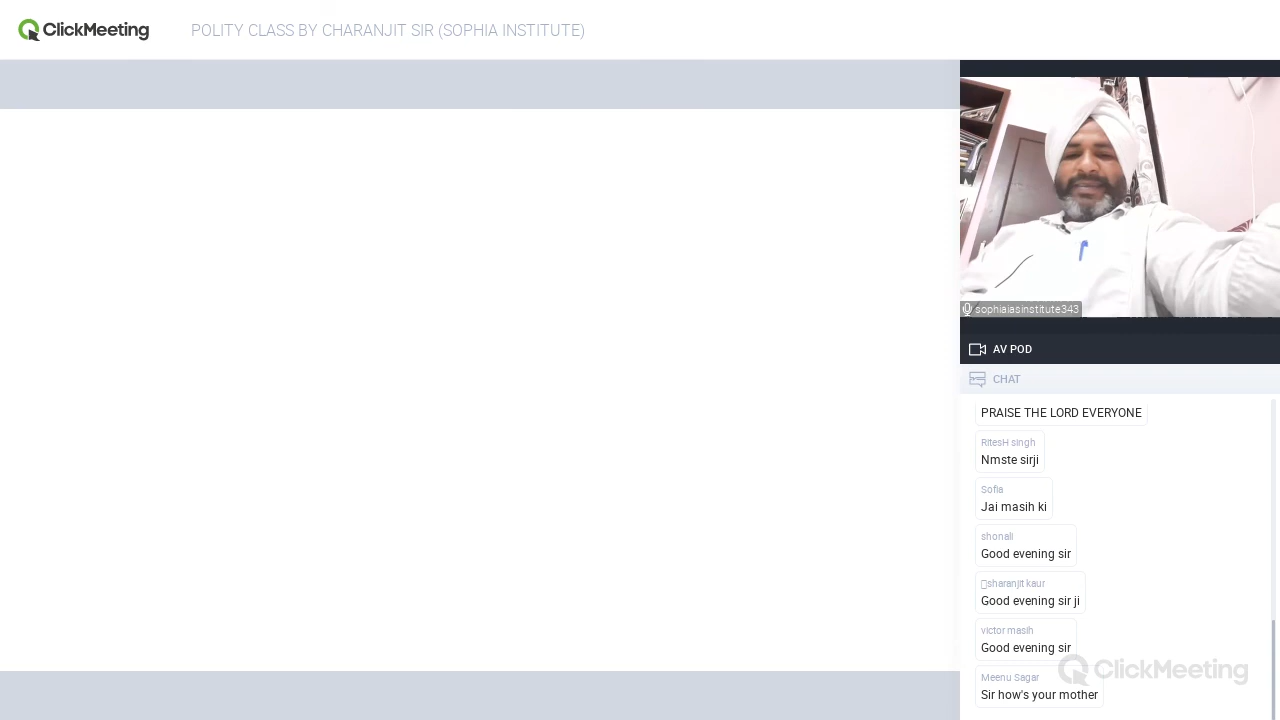 ClickMeeting
POLITY CLASS BY CHARANJIT SIR (SOPHIA INSTITUTE)
sophiaiasinstitute343
AV POD
CHAT
PRAISE THE LORD EVERYONE
RitesH singh
Nmste sirji
Sofia
Jai masih ki
shonali
Good evening sir
sharanjit kaur
Good evening sir ji
victor masih
Good evening sir
Meenu Sagar
Sir how's your mother
ClickMeeting